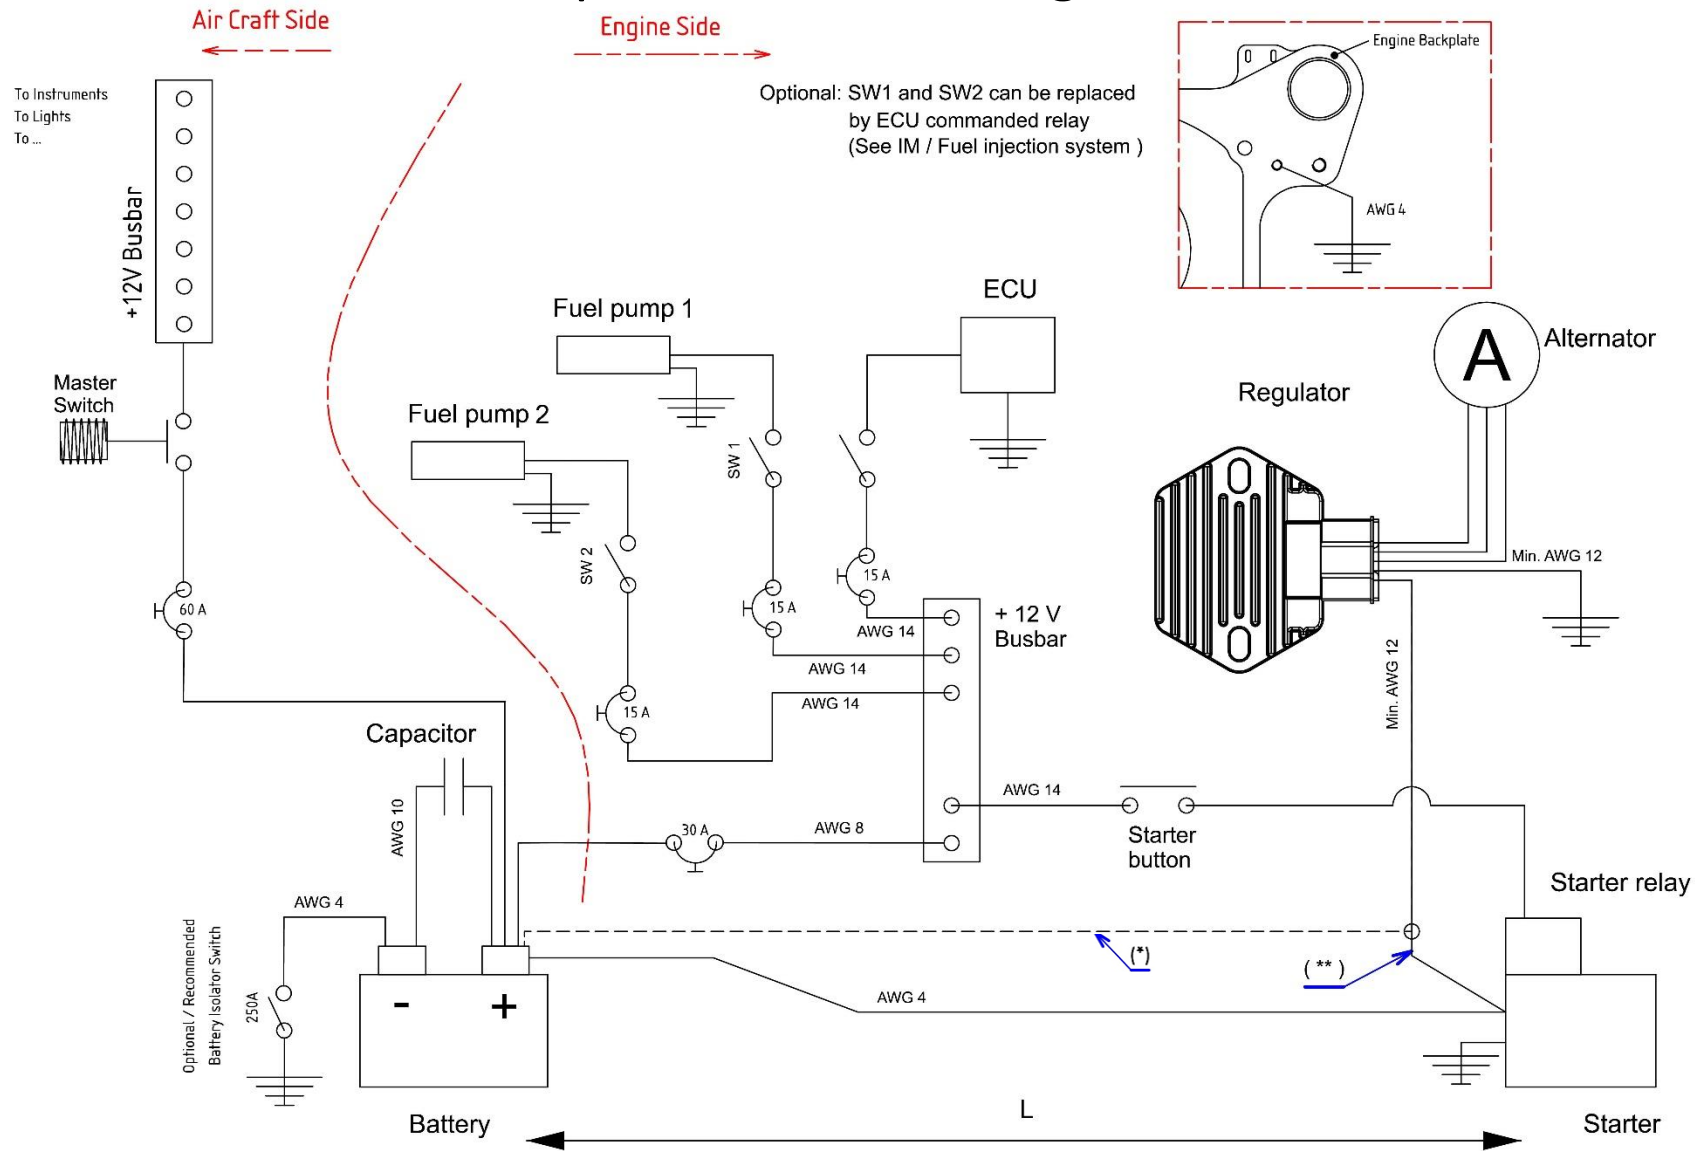 Air Craft Side
Engine Side
To Instruments
To Lights
To ...
+12V Busbar
Optional: SW1 and SW2 can be replaced
by ECU commanded relay
(See IM / Fuel injection system )
Engine Backplate
AWG 4
Master
Switch
60 A
Fuel pump 1
Fuel pump 2
ECU
SW 1
SW 2
15 A
15 A
15 A
AWG 14
AWG 14
AWG 14
+ 12 V
Busbar
Regulator
A
Alternator
Min. AWG 12
Min. AWG 12
Capacitor
AWG 10
30 A
AWG 8
AWG 14
Starter
button
Starter relay
AWG 4
Optional / Recommended
Battery Isolator Switch
250A
-
+
(*)
( ** )
AWG 4
Battery
L
Starter